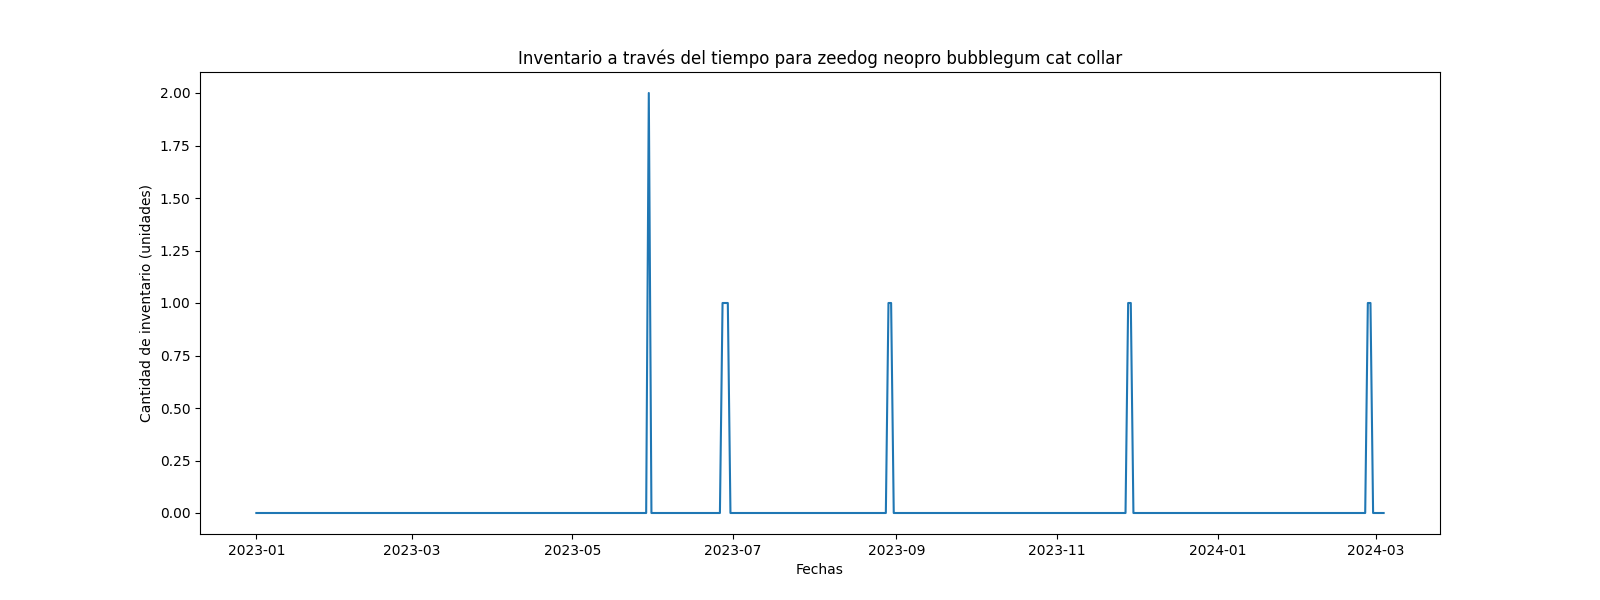 Inventario a través del tiempo para zeedog neopro bubblegum cat collar
Cantidad de inventario (unidades)
2.00
1.75
1.50
1.25
1.00
0.75
0.50
0.25
0.00
2023-01 2023-03 2023-05 2023-07 2023-09 2023-11 2024-01 2024-03
Fechas